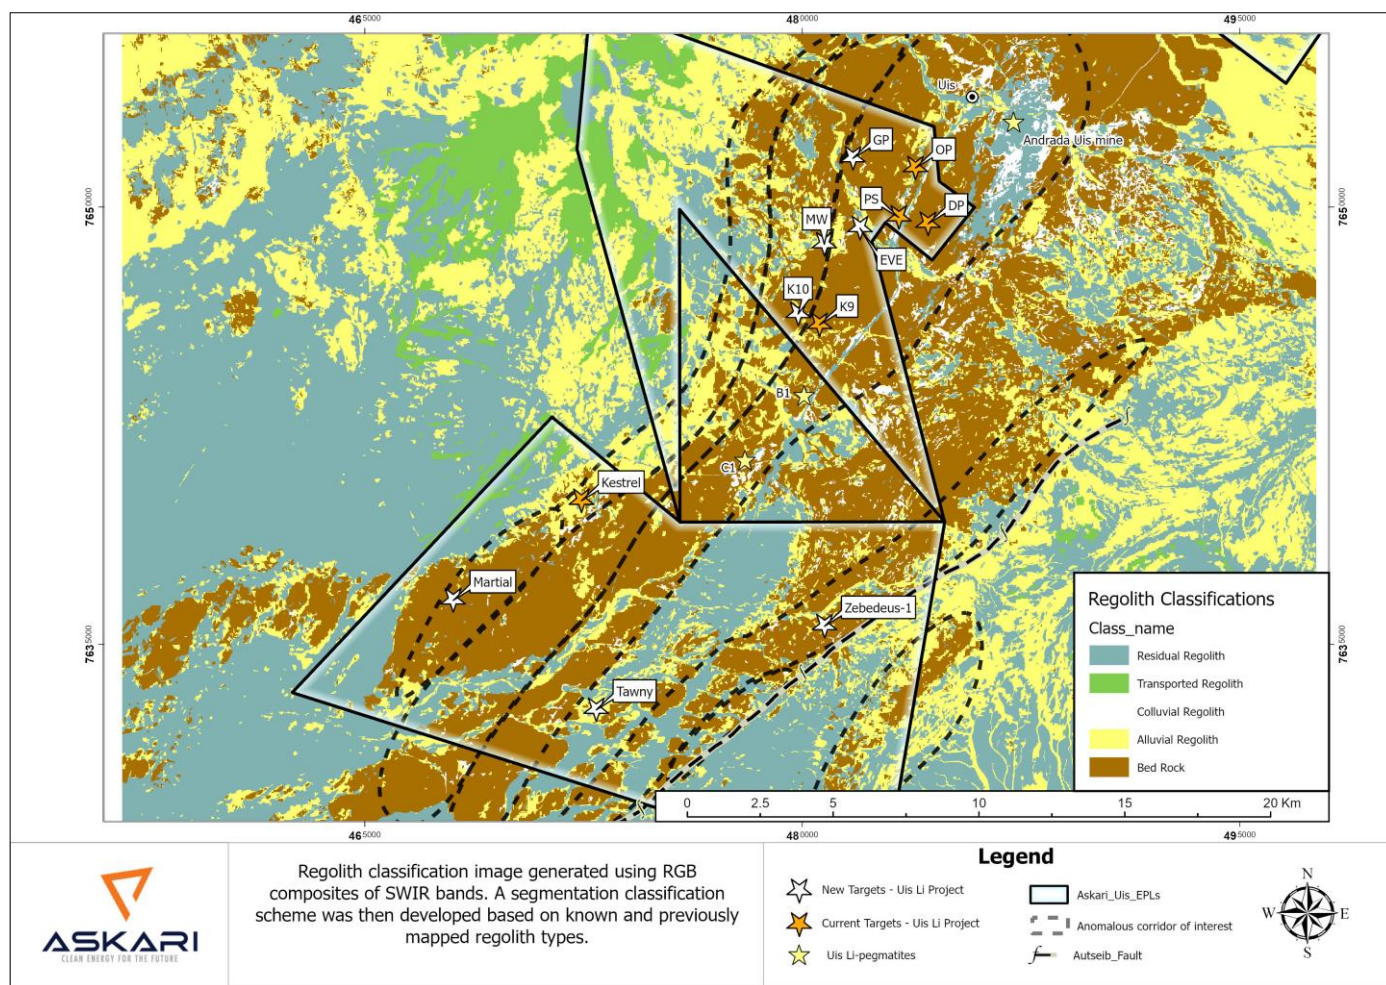 465000
480000
495000
Uis
Andrada Uis mine
GP
OP
PS
DP
7650000
7650000
MW
EVE
K10
K9
B1
C1
Kestrel
Martial
Zebedeus-1
Tawny
7635000
7635000
f
f
f
f
Regolith Classifications
Class_name
Residual Regolith
Transported Regolith
Colluvial Regolith
Alluvial Regolith
Bed Rock
0 2.5 5 10 15 20 Km
465000
480000
495000
ASKARI
CLEAN ENERGY FOR THE FUTURE
Regolith classification image generated using RGB
composites of SWIR bands. A segmentation classification
scheme was then developed based on known and previously
mapped regolith types.
Legend
New Targets - Uis Li Project
Current Targets - Uis Li Project
Uis Li-pegmatites
Askari_Uis_EPLs
Anomalous corridor of interest
f
Autseib_Fault
N
W
E
S